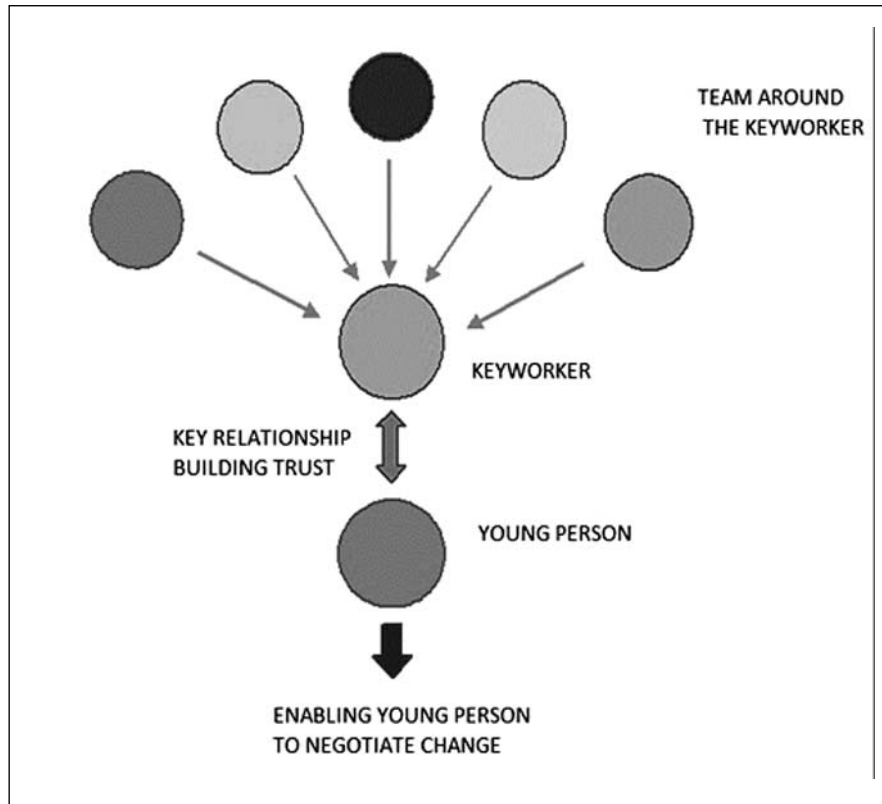 TEAM AROUND
THE KEYWORKER
KEYWORKER
KEY RELATIONSHIP
BUILDING TRUST
YOUNG PERSON
ENABLING YOUNG PERSON
TO NEGOTIATE CHANGE